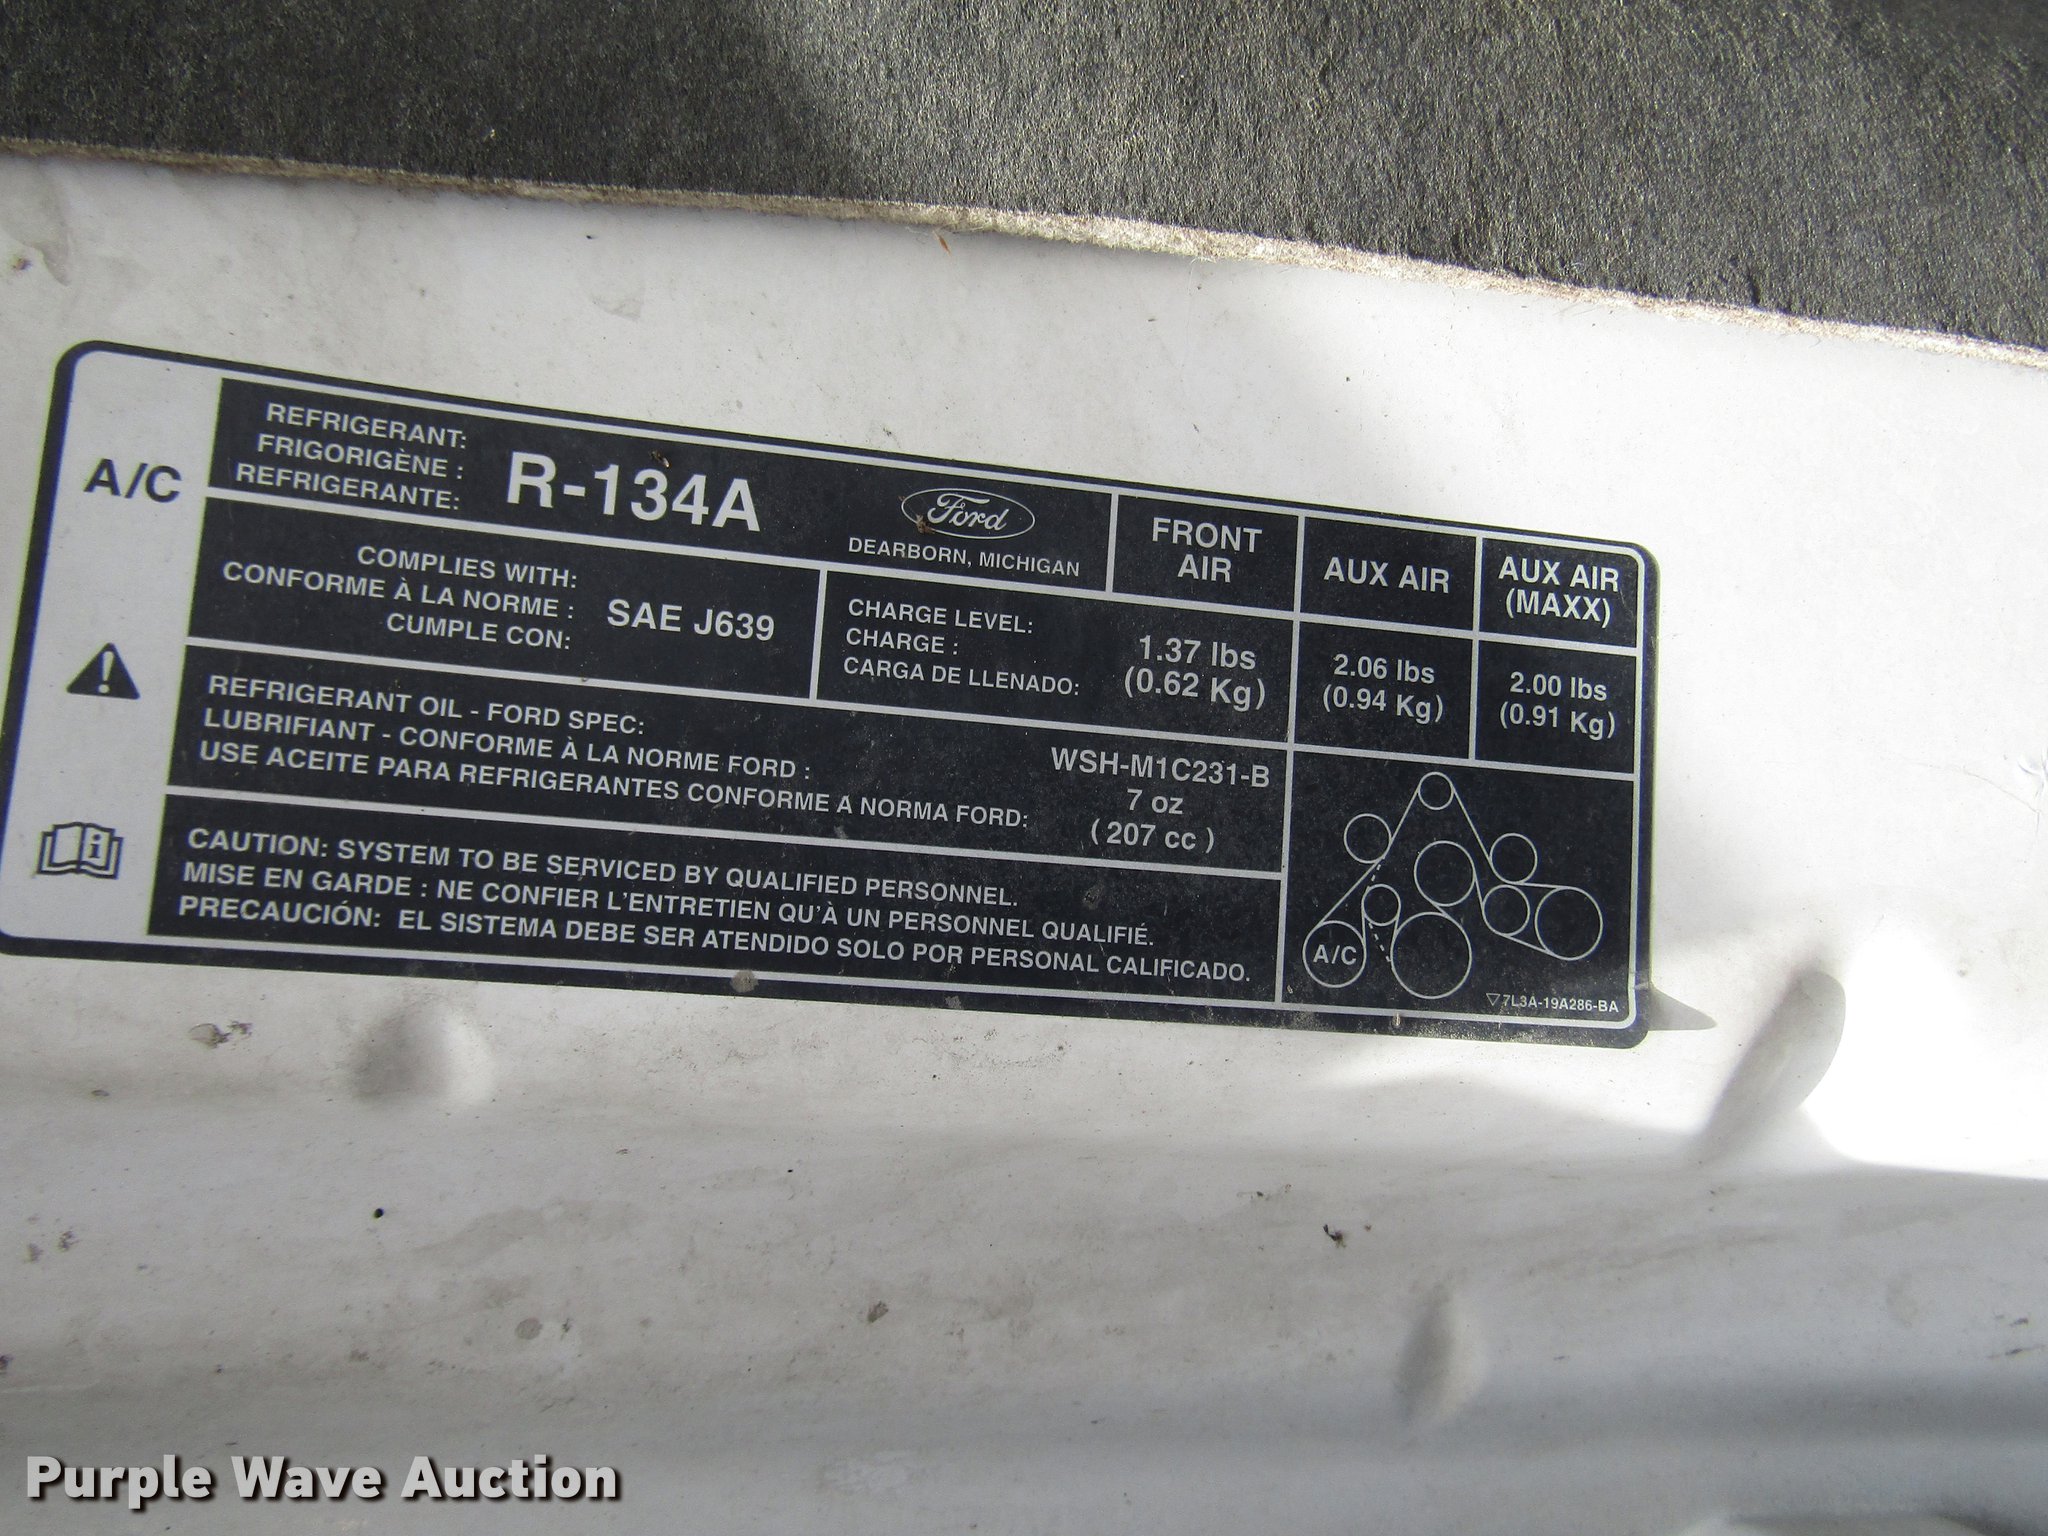 A/C
REFRIGERANT:
FRIGORIGÈNE :
REFRIGERANTE:
R-134A
Ford
DEARBORN, MICHIGAN
FRONT
AIR
AUX AIR
AUX AIR
(MAXX)
COMPLIES WITH:
CONFORME À LA NORME :
CUMPLE CON:
SAE J639
CHARGE LEVEL:
CHARGE :
CARGA DE LLENADO:
1.37 lbs
(0.62 Kg)
2.06 lbs
(0.94 Kg)
2.00 lbs
(0.91 Kg)
REFRIGERANT OIL - FORD SPEC:
LUBRIFIANT - CONFORME À LA NORME FORD :
USE ACEITE PARA REFRIGERANTES CONFORME A NORMA FORD:
WSH-M1C231-B
7 oz
( 207 cc )
CAUTION: SYSTEM TO BE SERVICED BY QUALIFIED PERSONNEL.
MISE EN GARDE : NE CONFIER L'ENTRETIEN QU'À UN PERSONNEL QUALIFIÉ.
PRECAUCIÓN: EL SISTEMA DEBE SER ATENDIDO SOLO POR PERSONAL CALIFICADO.
A/C
7L3A-19A286-BA
Purple Wave Auction